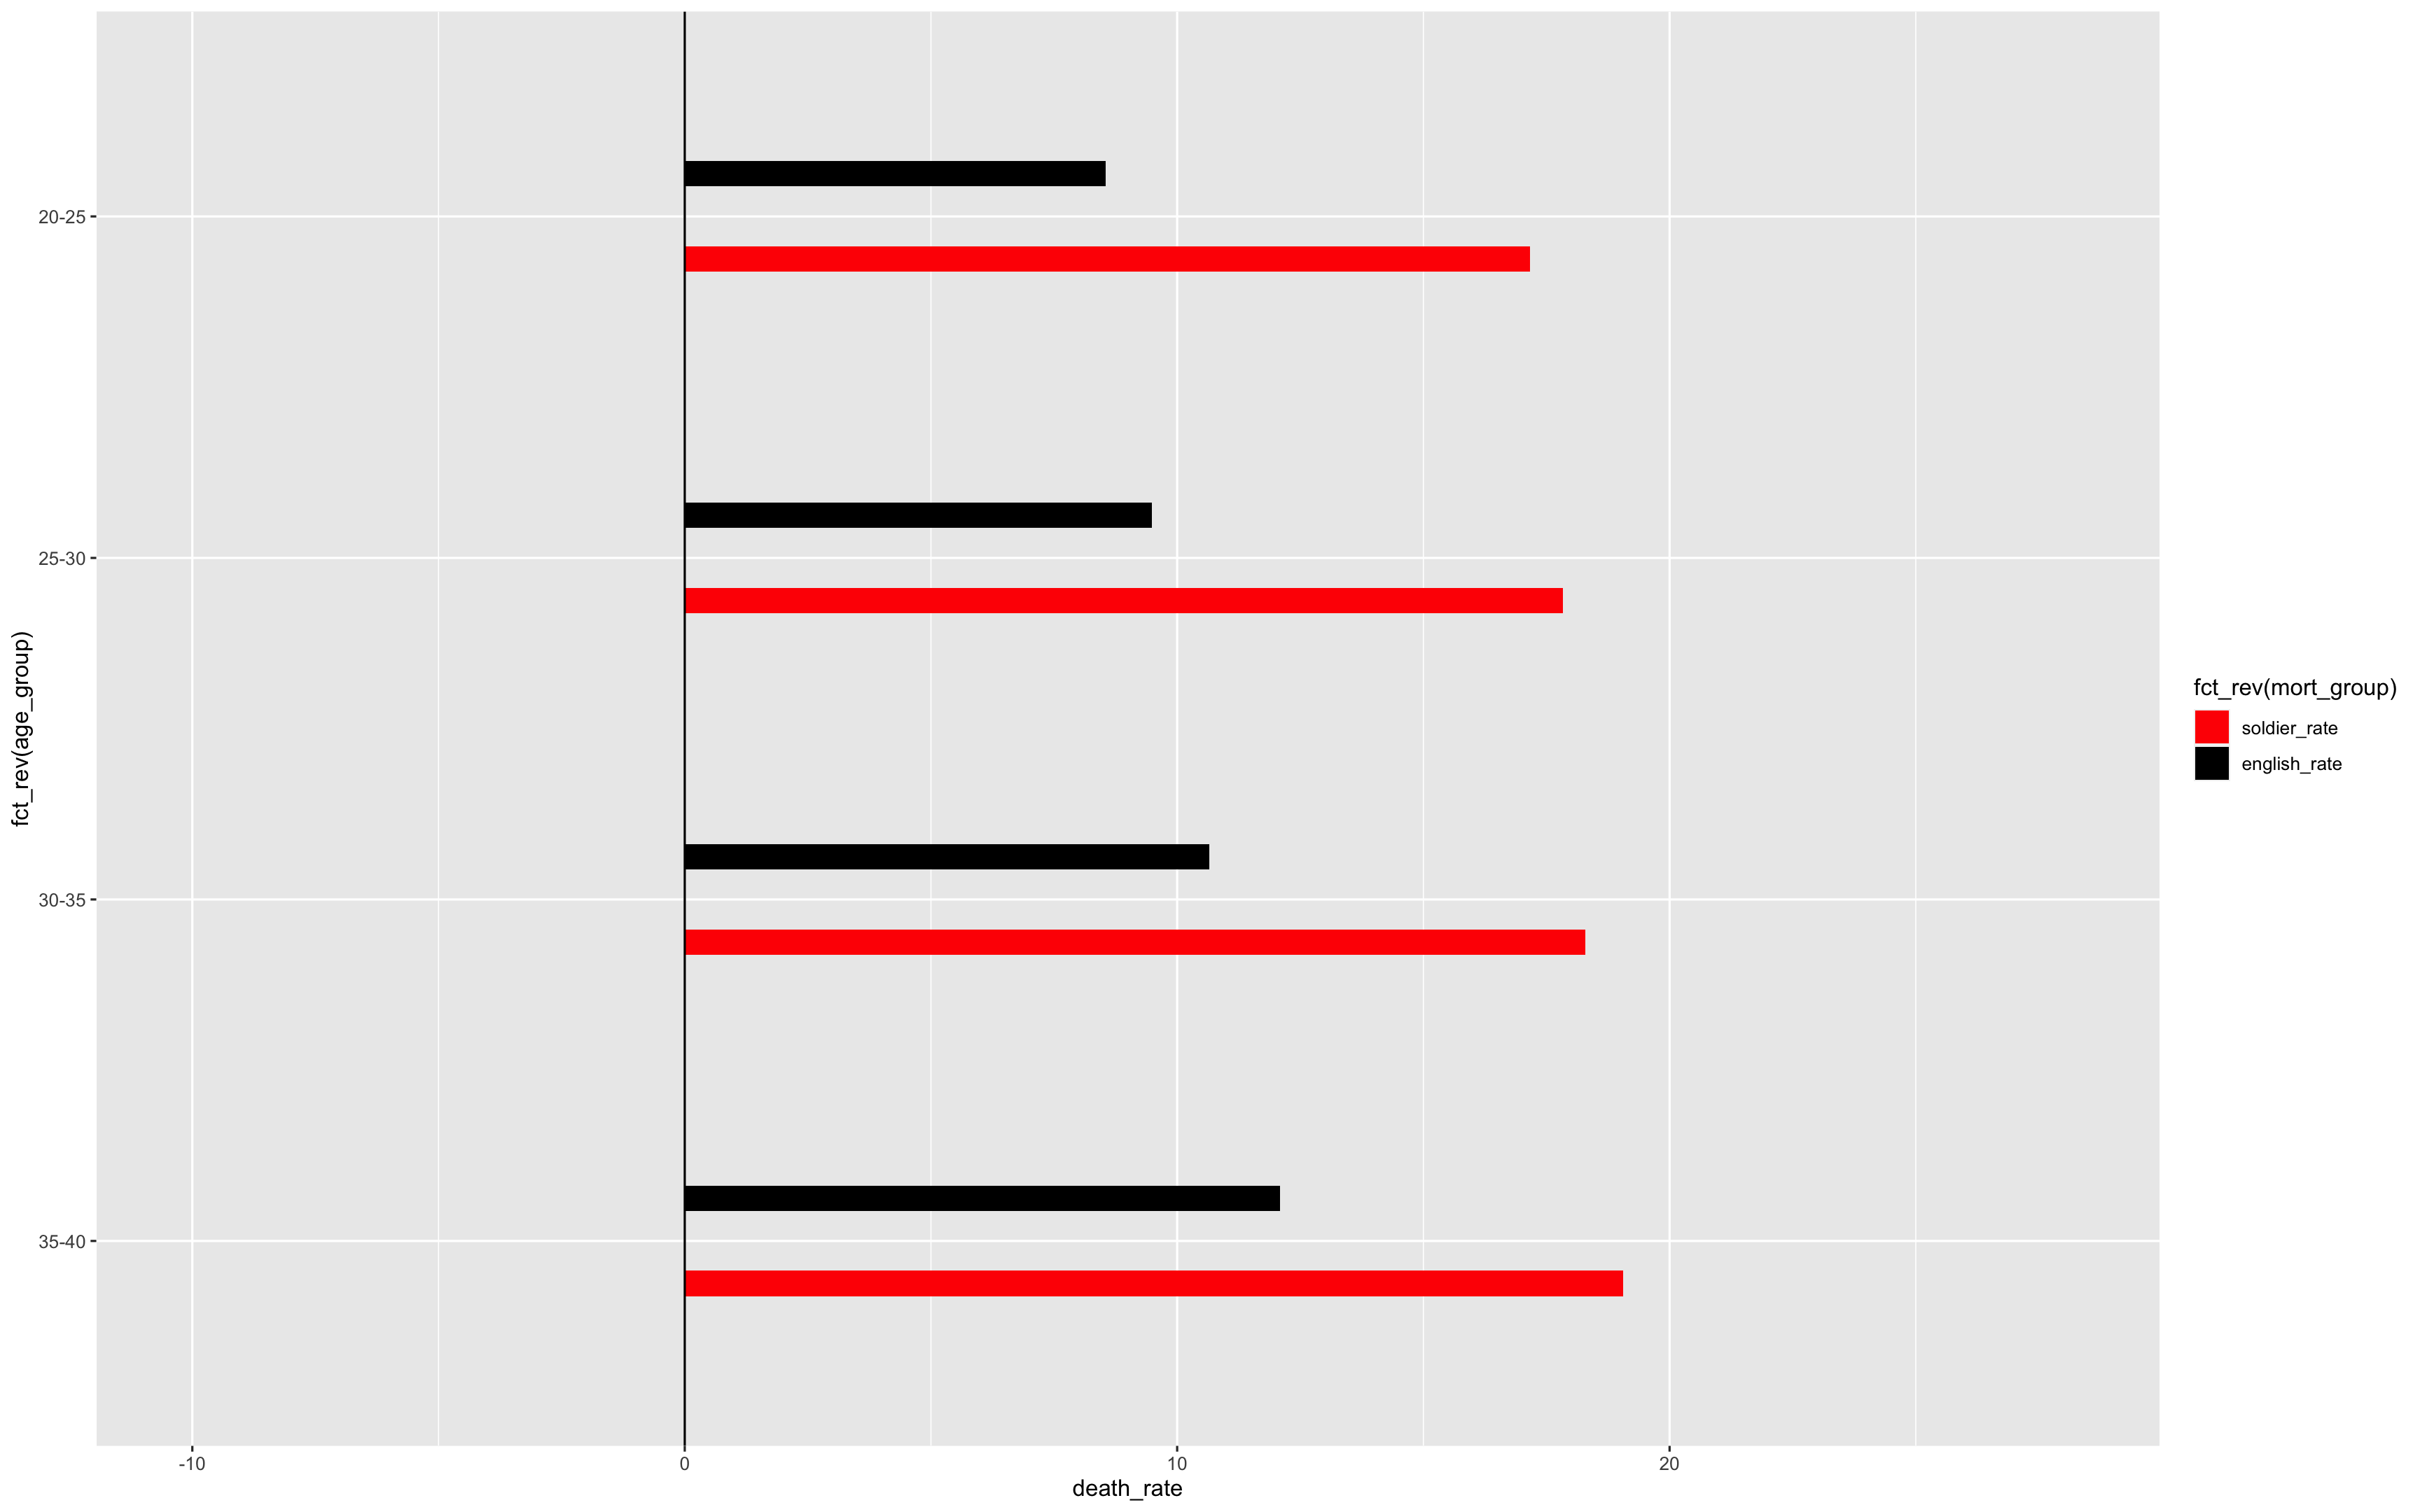 fct_rev(age_group)
20-25
25-30
30-35
35-40
-10 0 10 20
death_rate
fct_rev(mort_group)
soldier_rate
english_rate